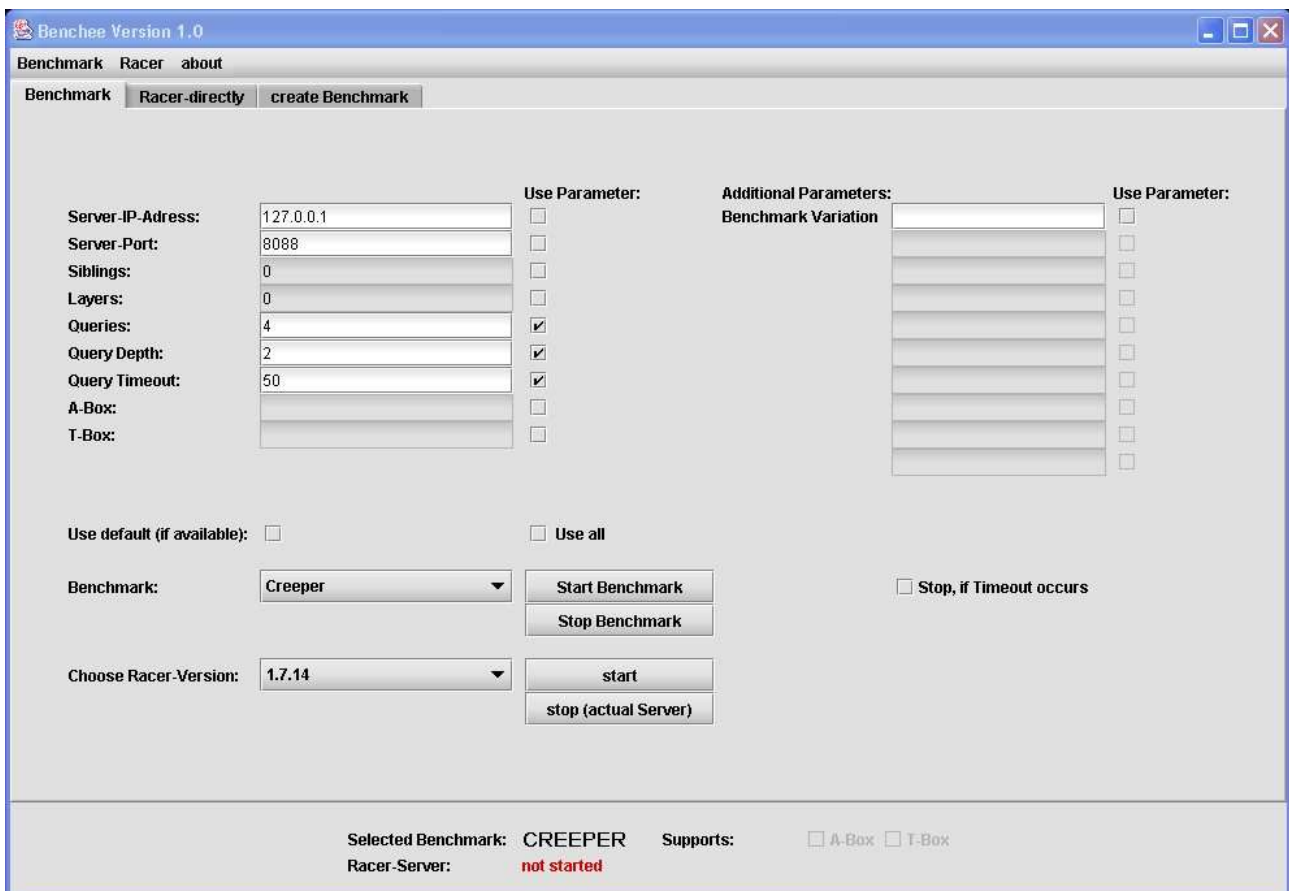 Benchee Version 1.0
Benchmark Racer about
Benchmark Racer-directly create Benchmark
Use Parameter: Additional Parameters: Use Parameter:
Server-IP-Adress: 127.0.0.1 Benchmark Variation
Server-Port: 8088
Siblings: 0
Layers: 0
Queries: 4
Query Depth: 2
Query Timeout: 50
A-Box:
T-Box:
Use default (if available): Use all
Benchmark: Creeper Start Benchmark Stop, if Timeout occurs
Stop Benchmark
Choose Racer-Version: 1.7.14 start
stop (actual Server)
Selected Benchmark: CREEPER Supports: A-Box T-Box
Racer-Server: not started